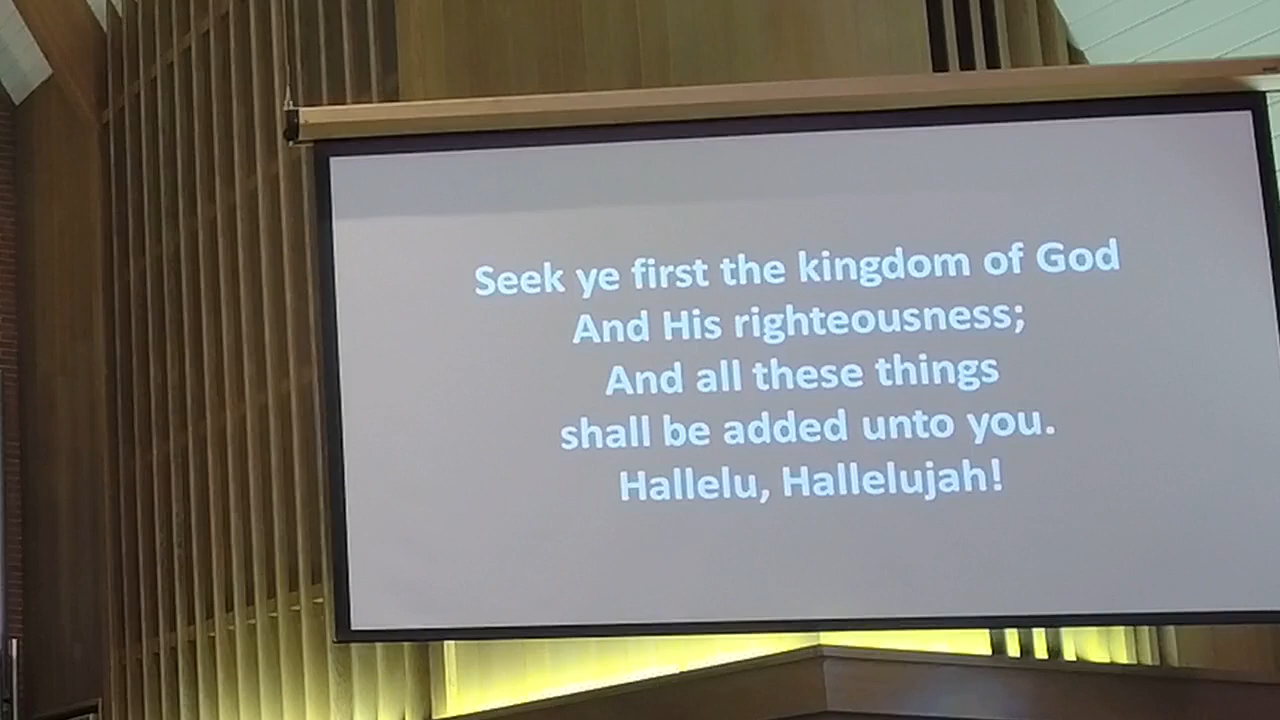 Seek ye first the kingdom of God
And His righteousness;
And all these things
shall be added unto you.
Hallelu, Hallelujah!